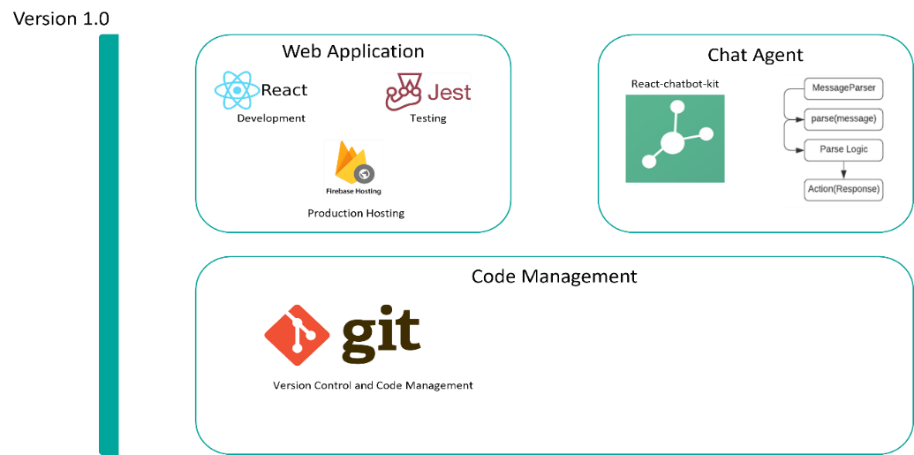 Version 1.0
Web Application
React
Development
Jest
Testing
Firebase Hosting
Production Hosting
Chat Agent
React-chatbot-kit
MessageParser
parse(message)
Parse Logic
Action(Response)
Code Management
git
Version Control and Code Management